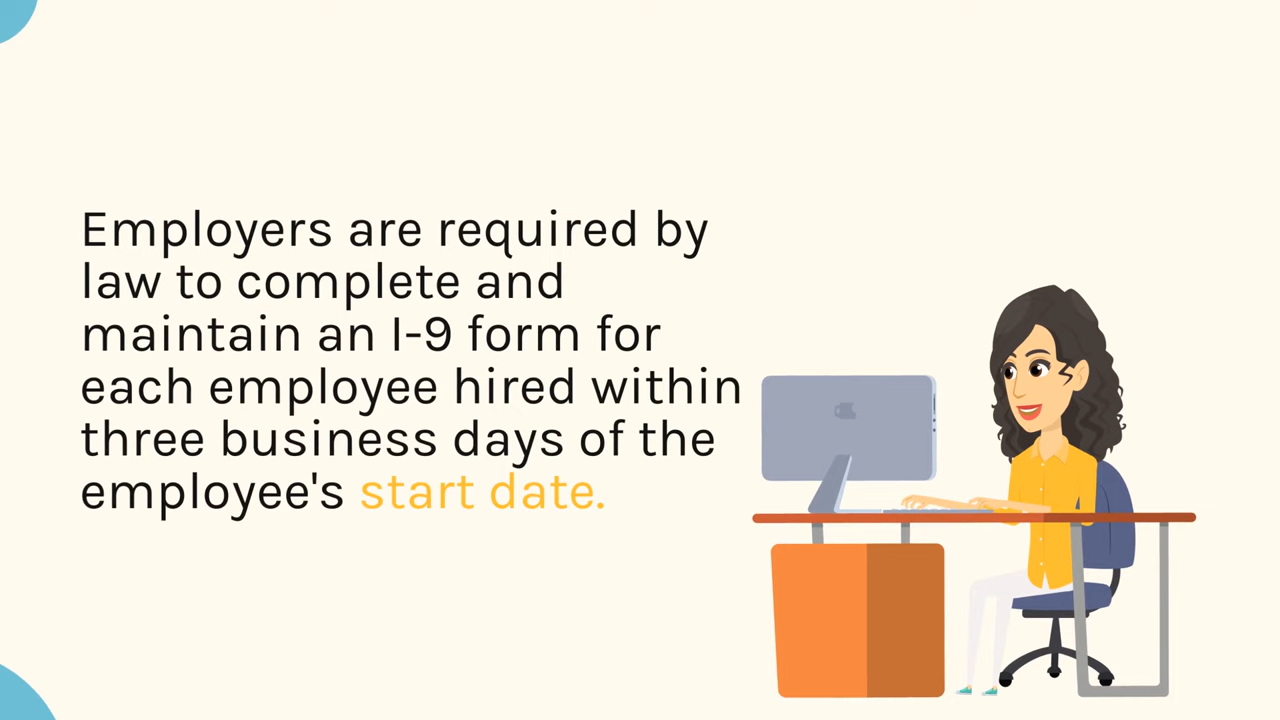 Employers are required by
law to complete and
maintain an I-9 form for
each employee hired within
three business days of the
employee's start date.